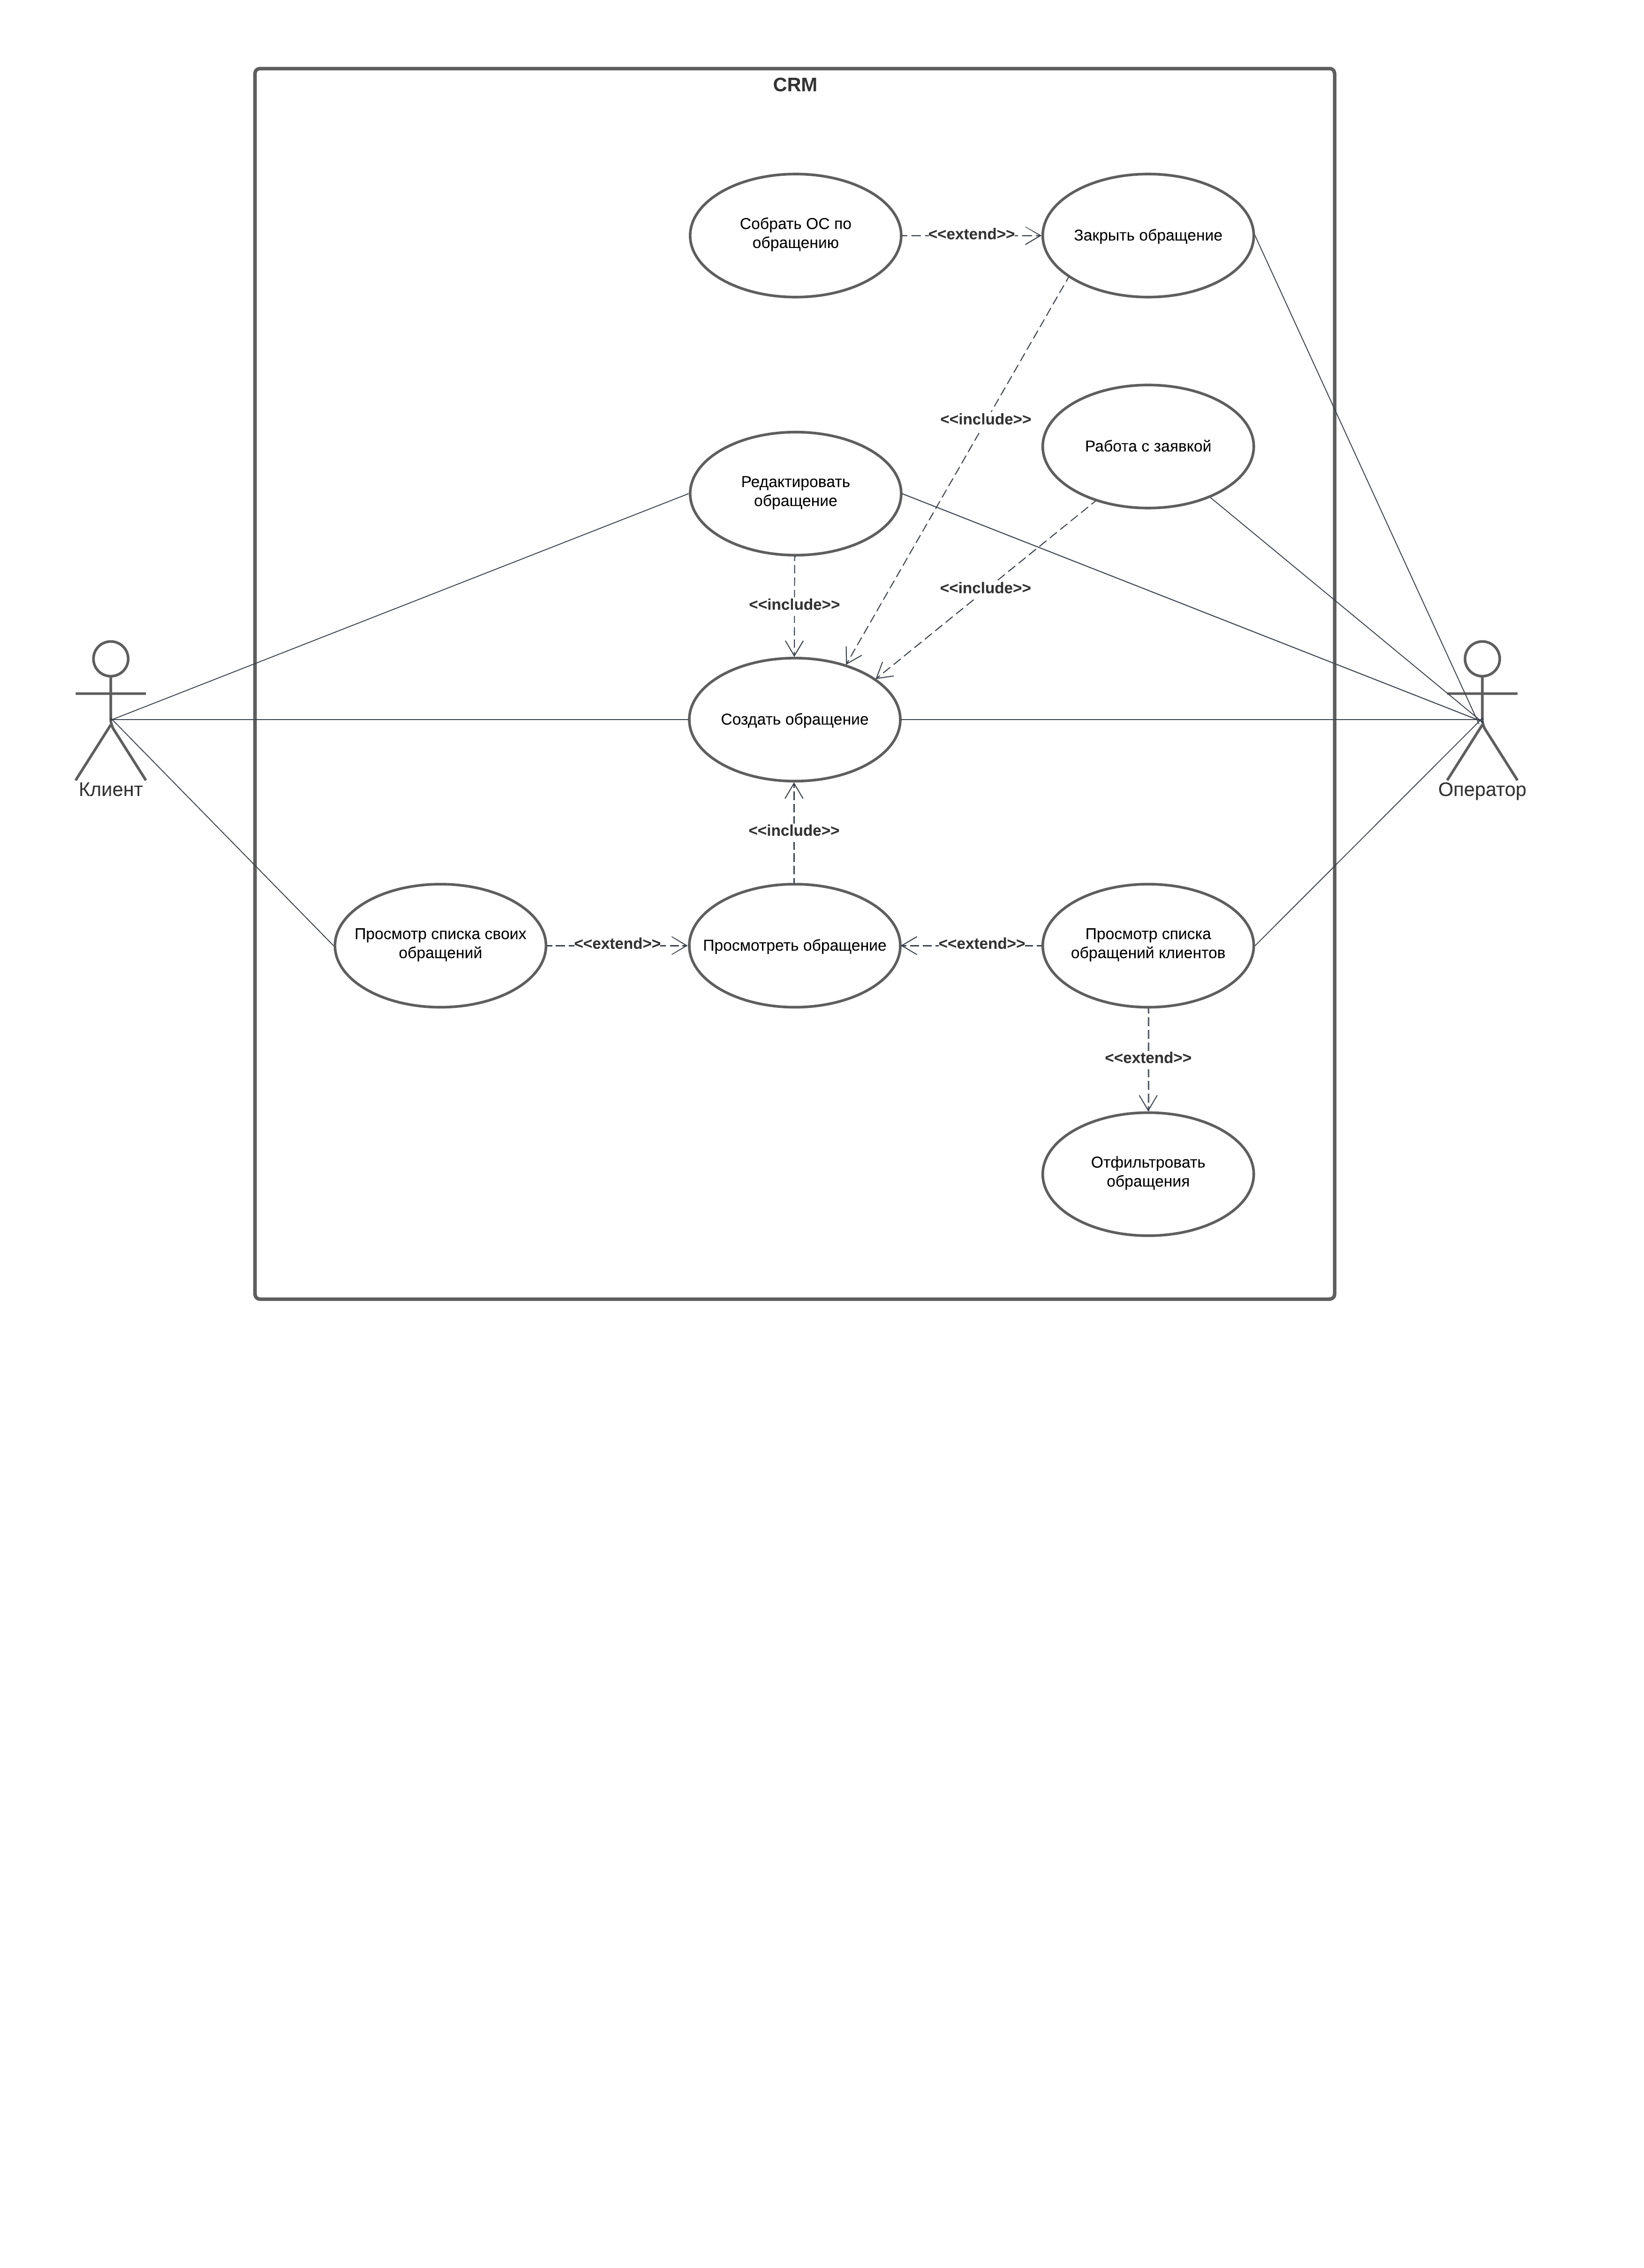 CRM
Собрать ОС по
обращению
<<extend>>
Закрыть обращение
<<include>>
Работа с заявкой
Редактировать
обращение
<<include>>
<<include>>
Создать обращение
Клиент
Оператор
<<include>>
Просмотр списка своих
обращений
<<extend>>
Просмотреть обращение
<<extend>>
Просмотр списка
обращений клиентов
<<extend>>
Отфильтровать
обращения